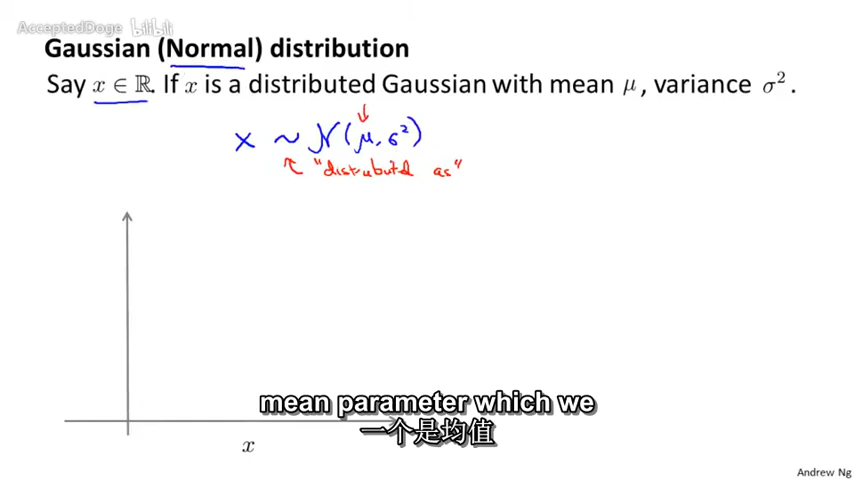 AcceptedDoge bilibili
Gaussian (Normal) distribution
Say x ∈ ℝ. If x is a distributed Gaussian with mean μ, variance σ².
x ~ N(μ, σ²)
"distributed as"
mean parameter which we
一个是均值
x
Andrew Ng